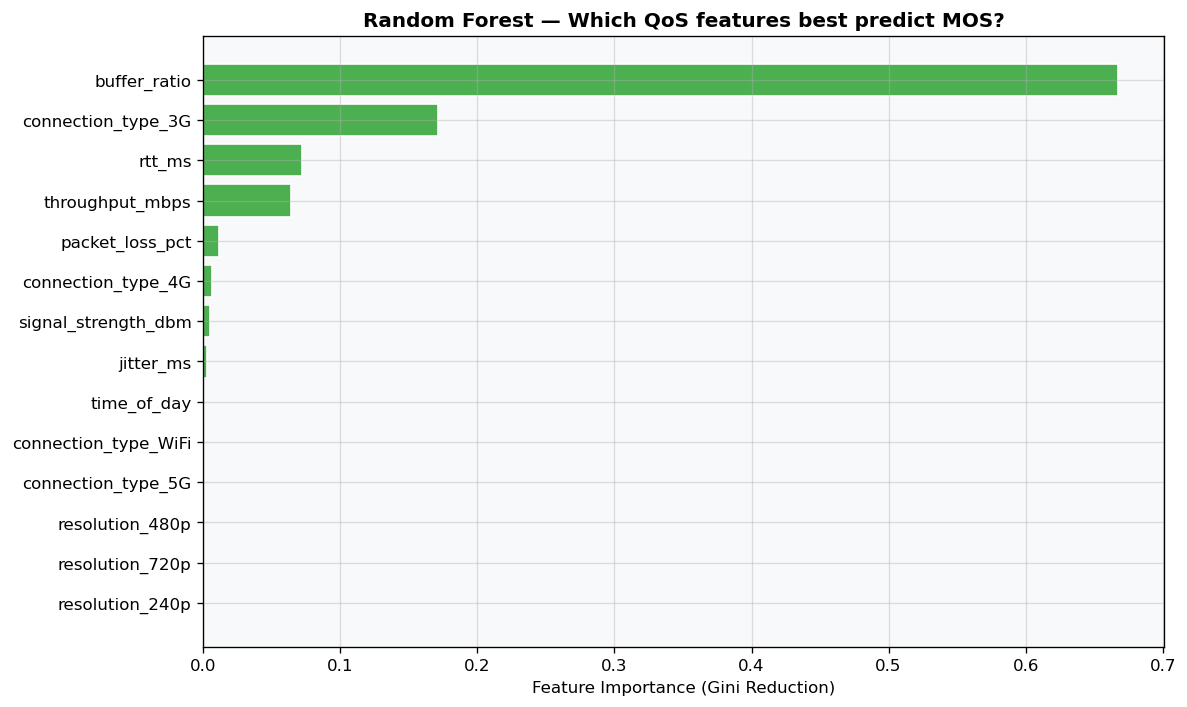 Random Forest — Which QoS features best predict MOS?
buffer_ratio
connection_type_3G
rtt_ms
throughput_mbps
packet_loss_pct
connection_type_4G
signal_strength_dbm
jitter_ms
time_of_day
connection_type_WiFi
connection_type_5G
resolution_480p
resolution_720p
resolution_240p
0.0 0.1 0.2 0.3 0.4 0.5 0.6 0.7
Feature Importance (Gini Reduction)